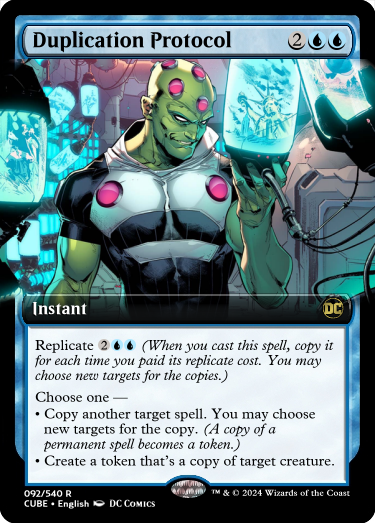 Duplication Protocol 2
Instant DC
Replicate 2 (When you cast this spell, copy it
for each time you paid its replicate cost. You may
choose new targets for the copies.)
Choose one —
• Copy another target spell. You may choose
new targets for the copy. (A copy of a
permanent spell becomes a token.)
• Create a token that's a copy of target creature.
092/540 R
CUBE • English DC COMICS ™ & © 2024 Wizards of the Coast